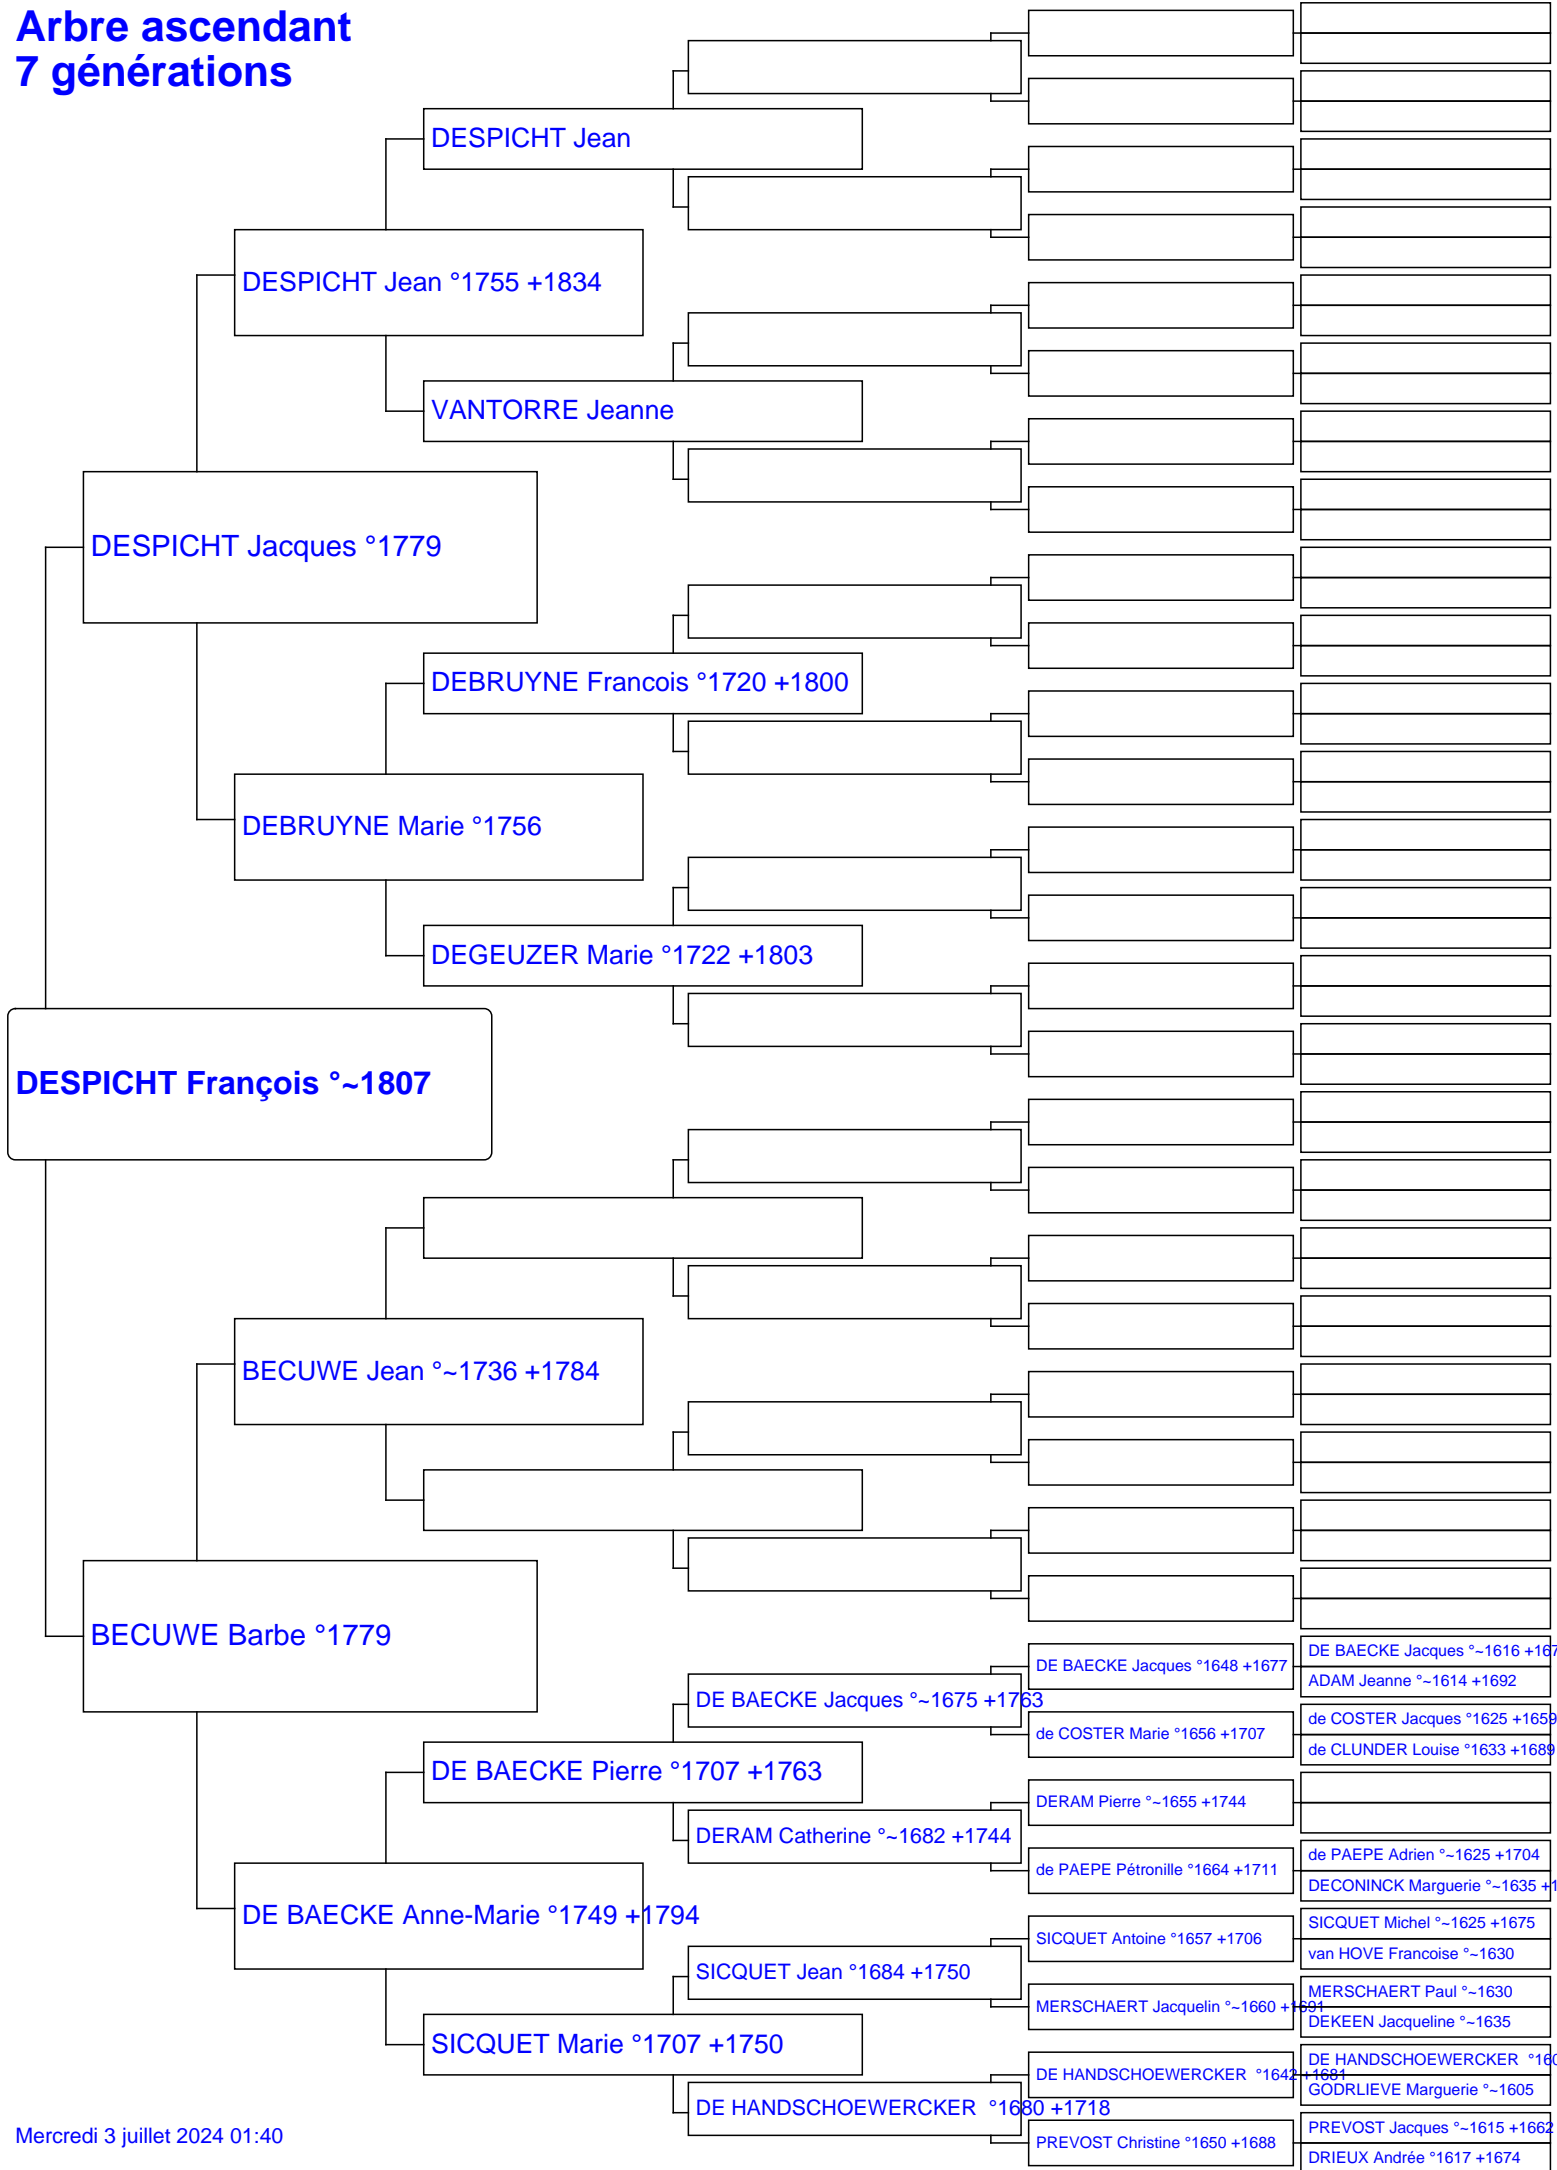 Arbre ascendant
7 générations
DESPICHT Jean
DESPICHT Jean °1755 +1834
VANTORRE Jeanne
DESPICHT Jacques °1779
DEBRUYNE Francois °1720 +1800
DEBRUYNE Marie °1756
DEGEUZER Marie °1722 +1803
DESPICHT François °~1807
BECUWE Jean °~1736 +1784
BECUWE Barbe °1779
DE BAECKE Jacques °~1616 +167
DE BAECKE Jacques °1648 +1677
ADAM Jeanne °~1614 +1692
DE BAECKE Jacques °~1675 +1763
de COSTER Jacques °1625 +1659
de COSTER Marie °1656 +1707
de CLUNDER Louise °1633 +1689
DE BAECKE Pierre °1707 +1763
DERAM Pierre °~1655 +1744
DERAM Catherine °~1682 +1744
de PAEPE Adrien °~1625 +1704
de PAEPE Pétronille °1664 +1711
DECONINCK Marguerie °~1635 +1
DE BAECKE Anne-Marie °1749 +1794
SICQUET Michel °~1625 +1675
SICQUET Antoine °1657 +1706
van HOVE Francoise °~1630
SICQUET Jean °1684 +1750
MERSCHAERT Paul °~1630
MERSCHAERT Jacquelin °~1660 +1691
DEKEEN Jacqueline °~1635
SICQUET Marie °1707 +1750
DE HANDSCHOEWERCKER °160
DE HANDSCHOEWERCKER °1642 +1681
GODRLIEVE Marguerie °~1605
DE HANDSCHOEWERCKER °1680 +1718
PREVOST Jacques °~1615 +1662
PREVOST Christine °1650 +1688
DRIEUX Andrée °1617 +1674
Mercredi 3 juillet 2024 01:40